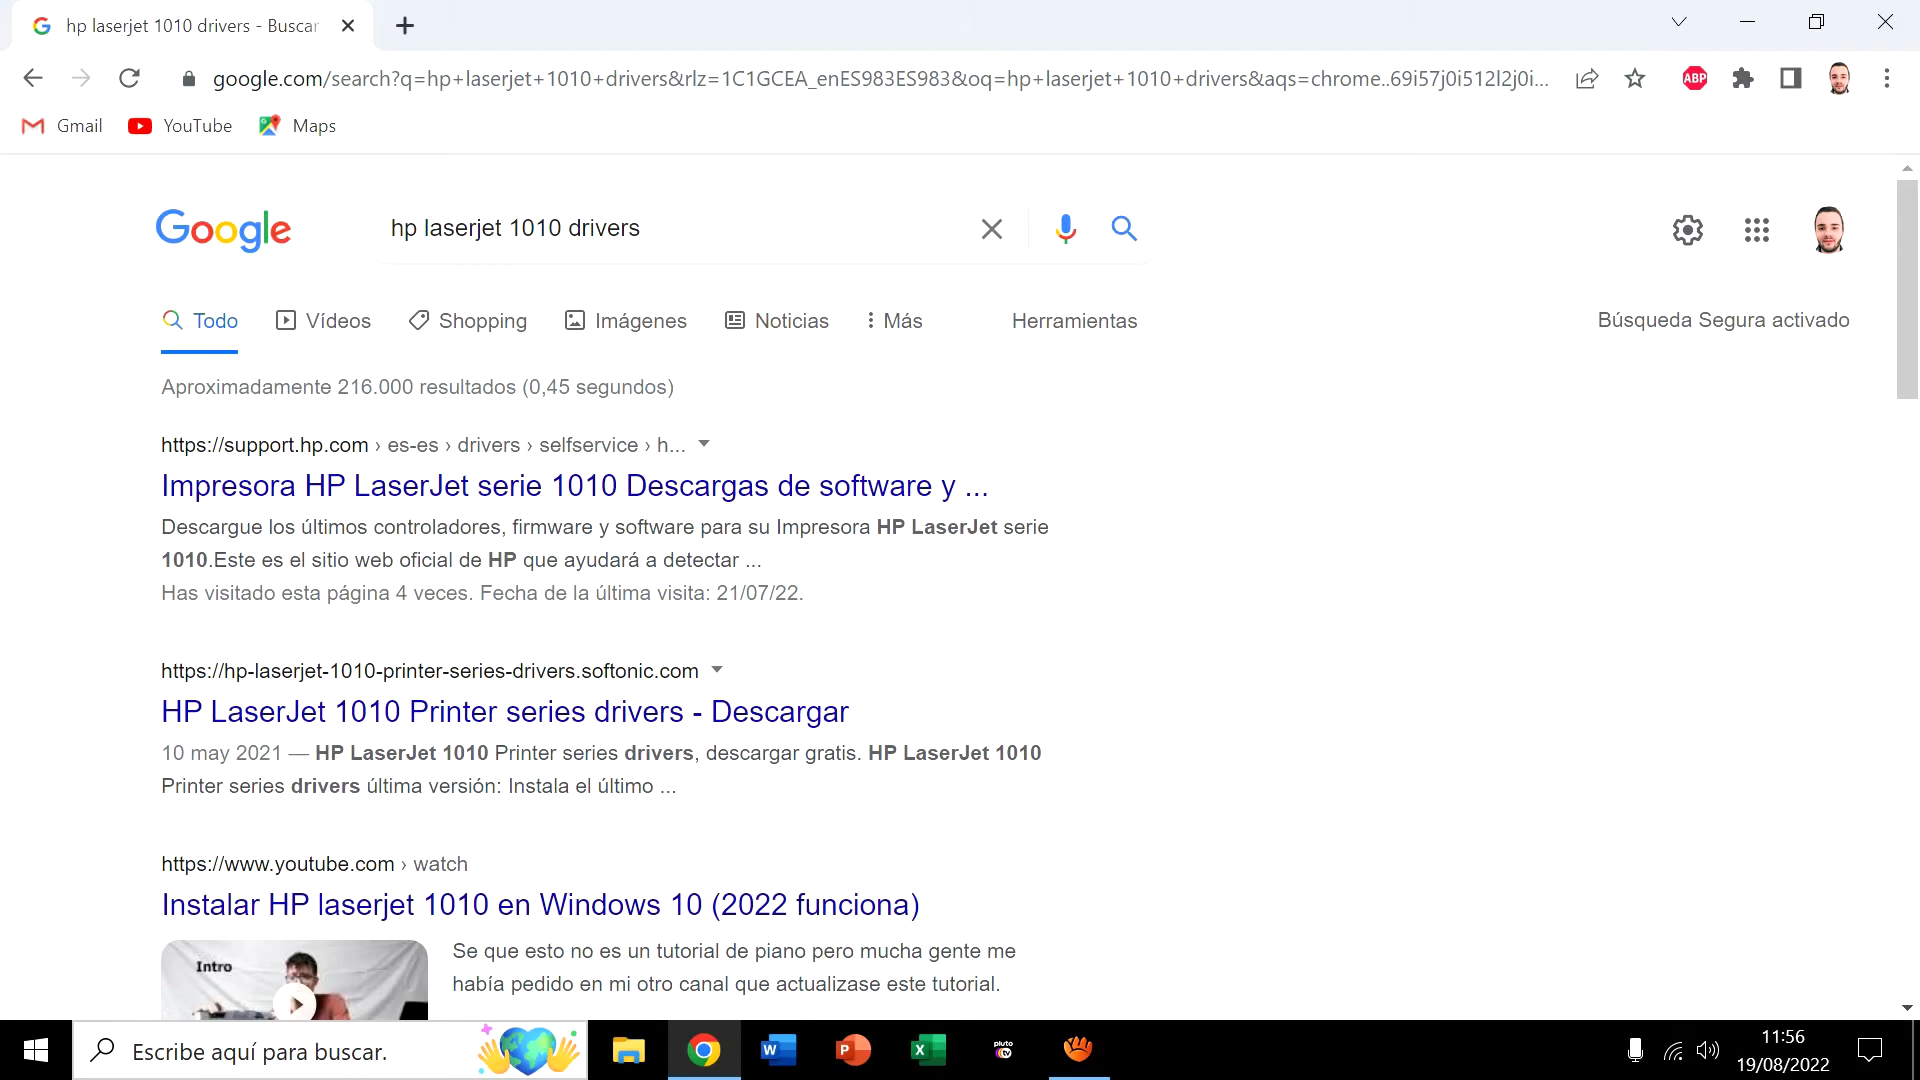 hp laserjet 1010 drivers - Buscar
google.com/search?q=hp+laserjet+1010+drivers&rlz=1C1GCEA_enES983ES983&oq=hp+laserjet+1010+drivers&aqs=chrome..69i57j0i512l2j0i...
ABP
Gmail YouTube Maps
Google hp laserjet 1010 drivers
Todo Vídeos Shopping Imágenes Noticias Más Herramientas Búsqueda Segura activado
Aproximadamente 216.000 resultados (0,45 segundos)
https://support.hp.com › es-es › drivers › selfservice › h...
Impresora HP LaserJet serie 1010 Descargas de software y ...
Descargue los últimos controladores, firmware y software para su Impresora HP LaserJet serie
1010.Este es el sitio web oficial de HP que ayudará a detectar ...
Has visitado esta página 4 veces. Fecha de la última visita: 21/07/22.
https://hp-laserjet-1010-printer-series-drivers.softonic.com
HP LaserJet 1010 Printer series drivers - Descargar
10 may 2021 — HP LaserJet 1010 Printer series drivers, descargar gratis. HP LaserJet 1010
Printer series drivers última versión: Instala el último ...
https://www.youtube.com › watch
Instalar HP laserjet 1010 en Windows 10 (2022 funciona)
Intro
Se que esto no es un tutorial de piano pero mucha gente me
había pedido en mi otro canal que actualizase este tutorial.
Escribe aquí para buscar.
W P X pluto tv
11:56
19/08/2022